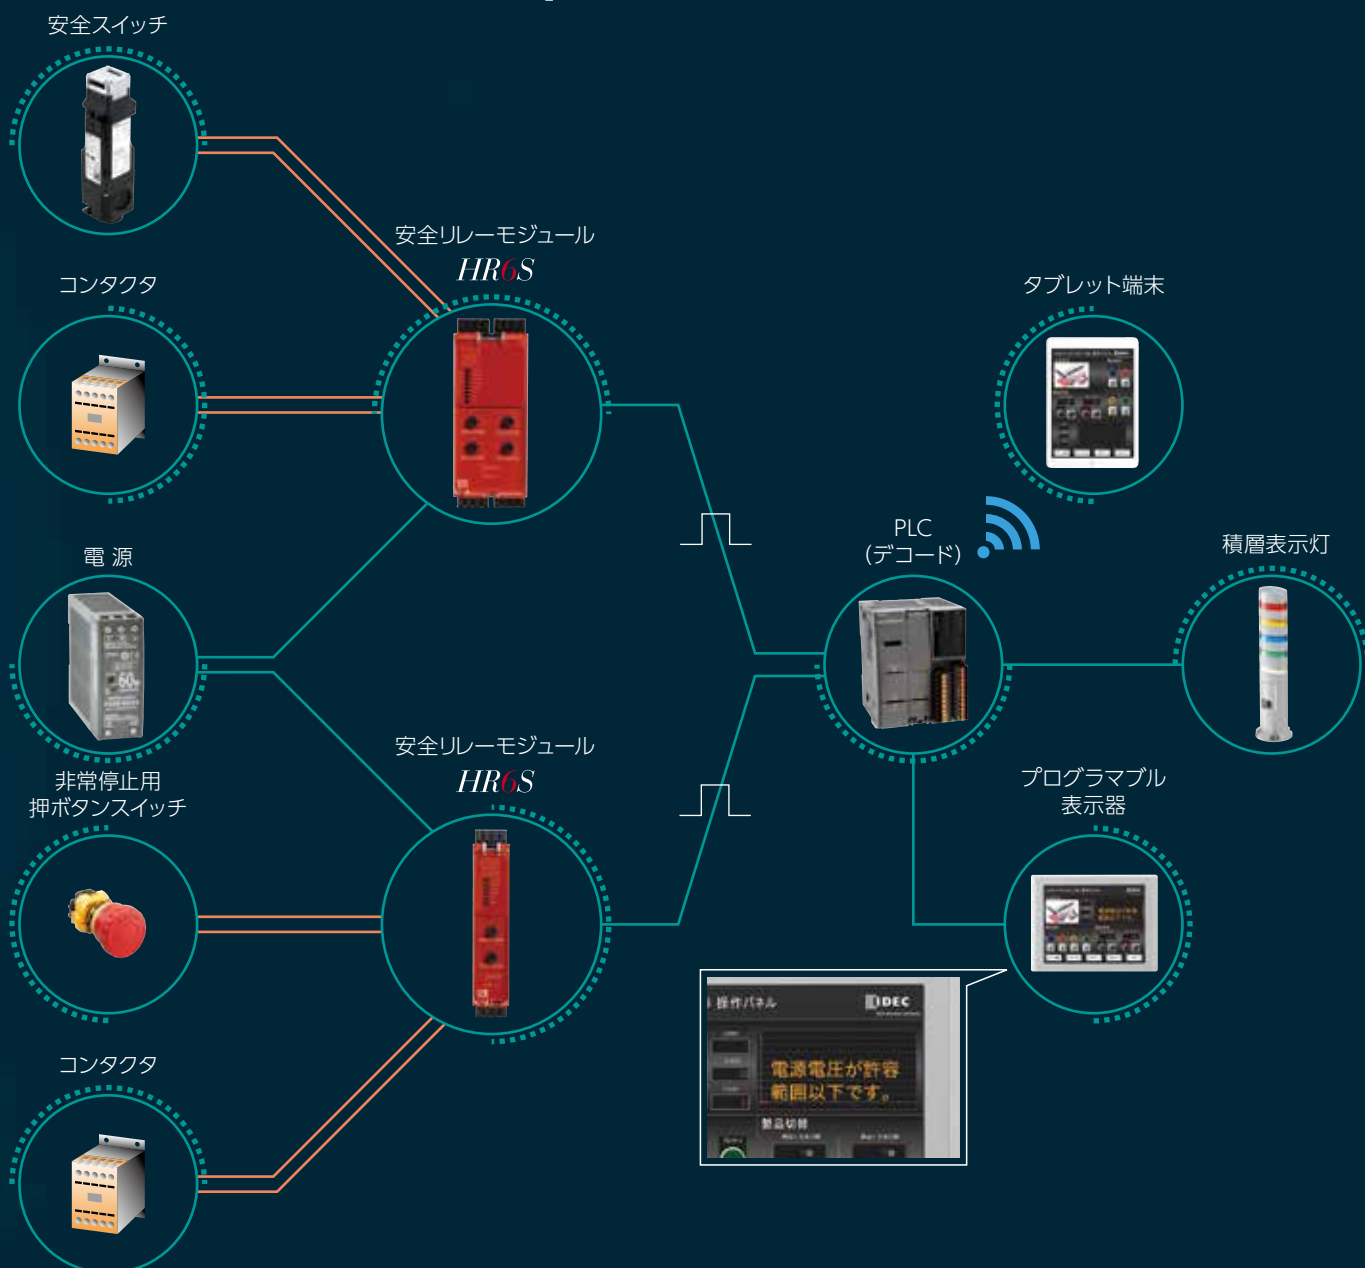 安全スイッチ
安全リレーモジュール
HR6S
コンタクタ
タブレット端末
電 源
PLC
（デコード）
積層表示灯
60W
安全リレーモジュール
HR6S
非常停止用
押ボタンスイッチ
プログラマブル
表示器
操作パネル
IDEC
電源電圧が許容
範囲以下です。
製品切替
コンタクタ